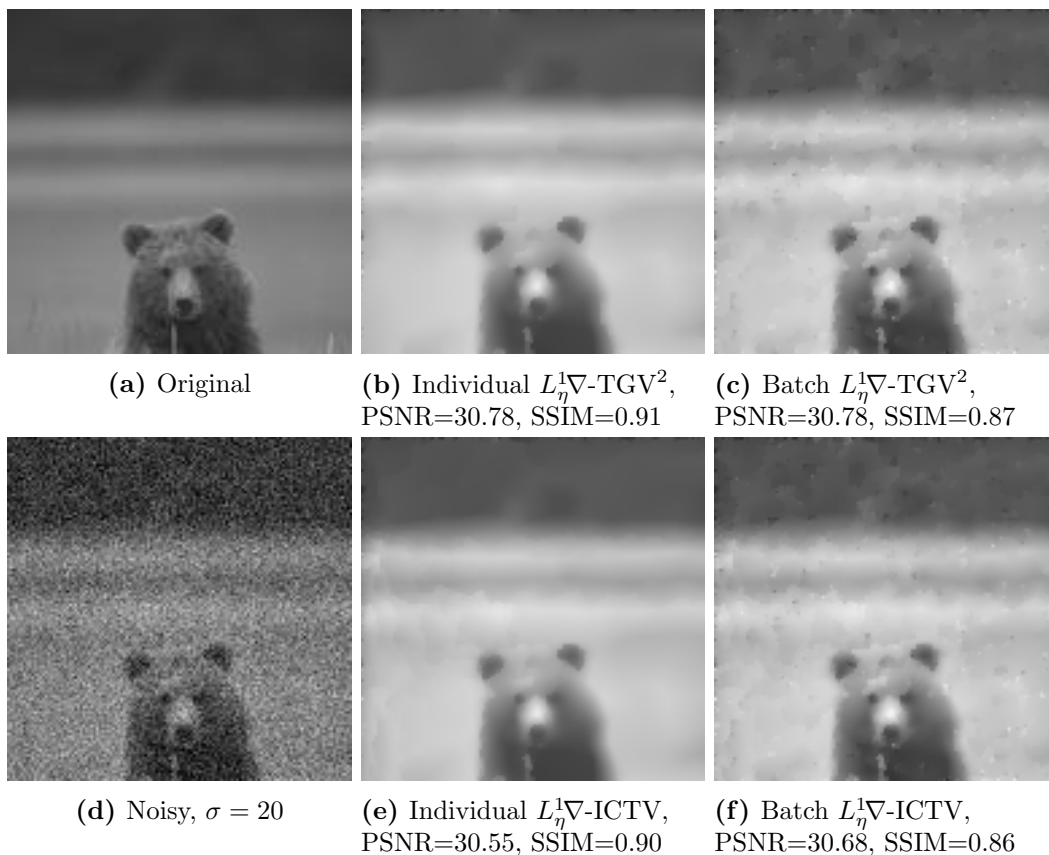 (a) Original
(b) Individual $L^1_\eta\nabla$-TGV$^2$,
PSNR=30.78, SSIM=0.91
(c) Batch $L^1_\eta\nabla$-TGV$^2$,
PSNR=30.78, SSIM=0.87
(d) Noisy, $\sigma = 20$
(e) Individual $L^1_\eta\nabla$-ICTV,
PSNR=30.55, SSIM=0.90
(f) Batch $L^1_\eta\nabla$-ICTV,
PSNR=30.68, SSIM=0.86